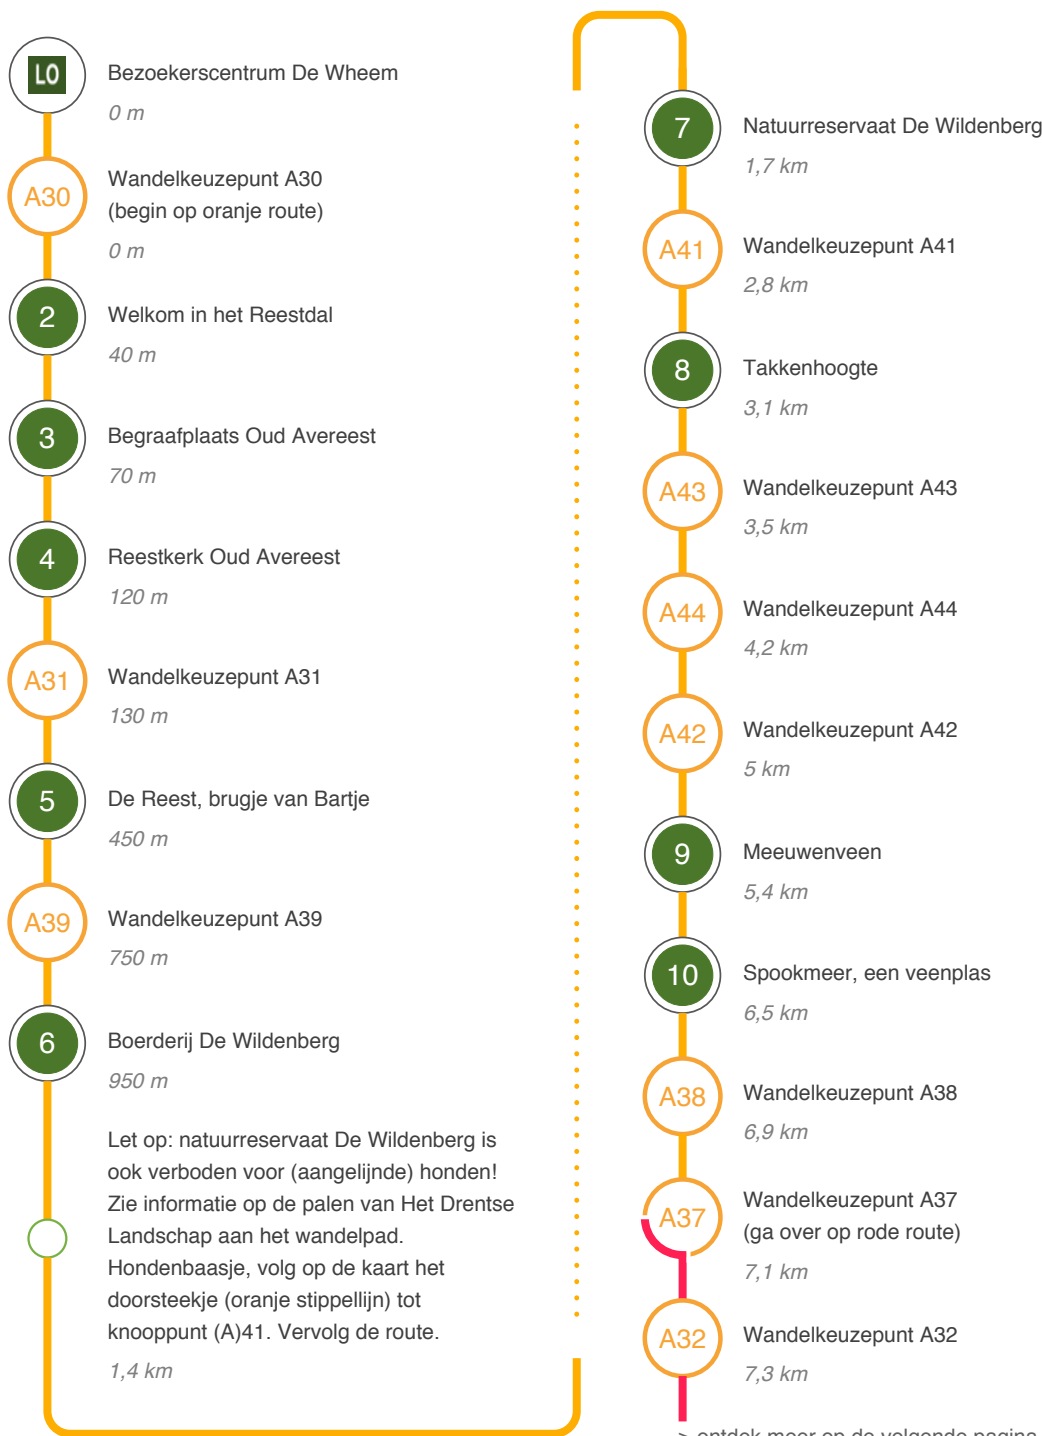 LO
Bezoekerscentrum De Wheem
0 m
A30
Wandelkeuzepunt A30
(begin op oranje route)
0 m
2
Welkom in het Reestdal
40 m
3
Begraafplaats Oud Avereest
70 m
4
Reestkerk Oud Avereest
120 m
A31
Wandelkeuzepunt A31
130 m
5
De Reest, brugje van Bartje
450 m
A39
Wandelkeuzepunt A39
750 m
6
Boerderij De Wildenberg
950 m
Let op: natuurreservaat De Wildenberg is
ook verboden voor (aangelijnde) honden!
Zie informatie op de palen van Het Drentse
Landschap aan het wandelpad.
Hondenbaasje, volg op de kaart het
doorsteekje (oranje stippellijn) tot
knooppunt (A)41. Vervolg de route.
1,4 km
7
Natuurreservaat De Wildenberg
1,7 km
A41
Wandelkeuzepunt A41
2,8 km
8
Takkenhoogte
3,1 km
A43
Wandelkeuzepunt A43
3,5 km
A44
Wandelkeuzepunt A44
4,2 km
A42
Wandelkeuzepunt A42
5 km
9
Meeuwenveen
5,4 km
10
Spookmeer, een veenplas
6,5 km
A38
Wandelkeuzepunt A38
6,9 km
A37
Wandelkeuzepunt A37
(ga over op rode route)
7,1 km
A32
Wandelkeuzepunt A32
7,3 km
> ontdek meer op de volgende pagina